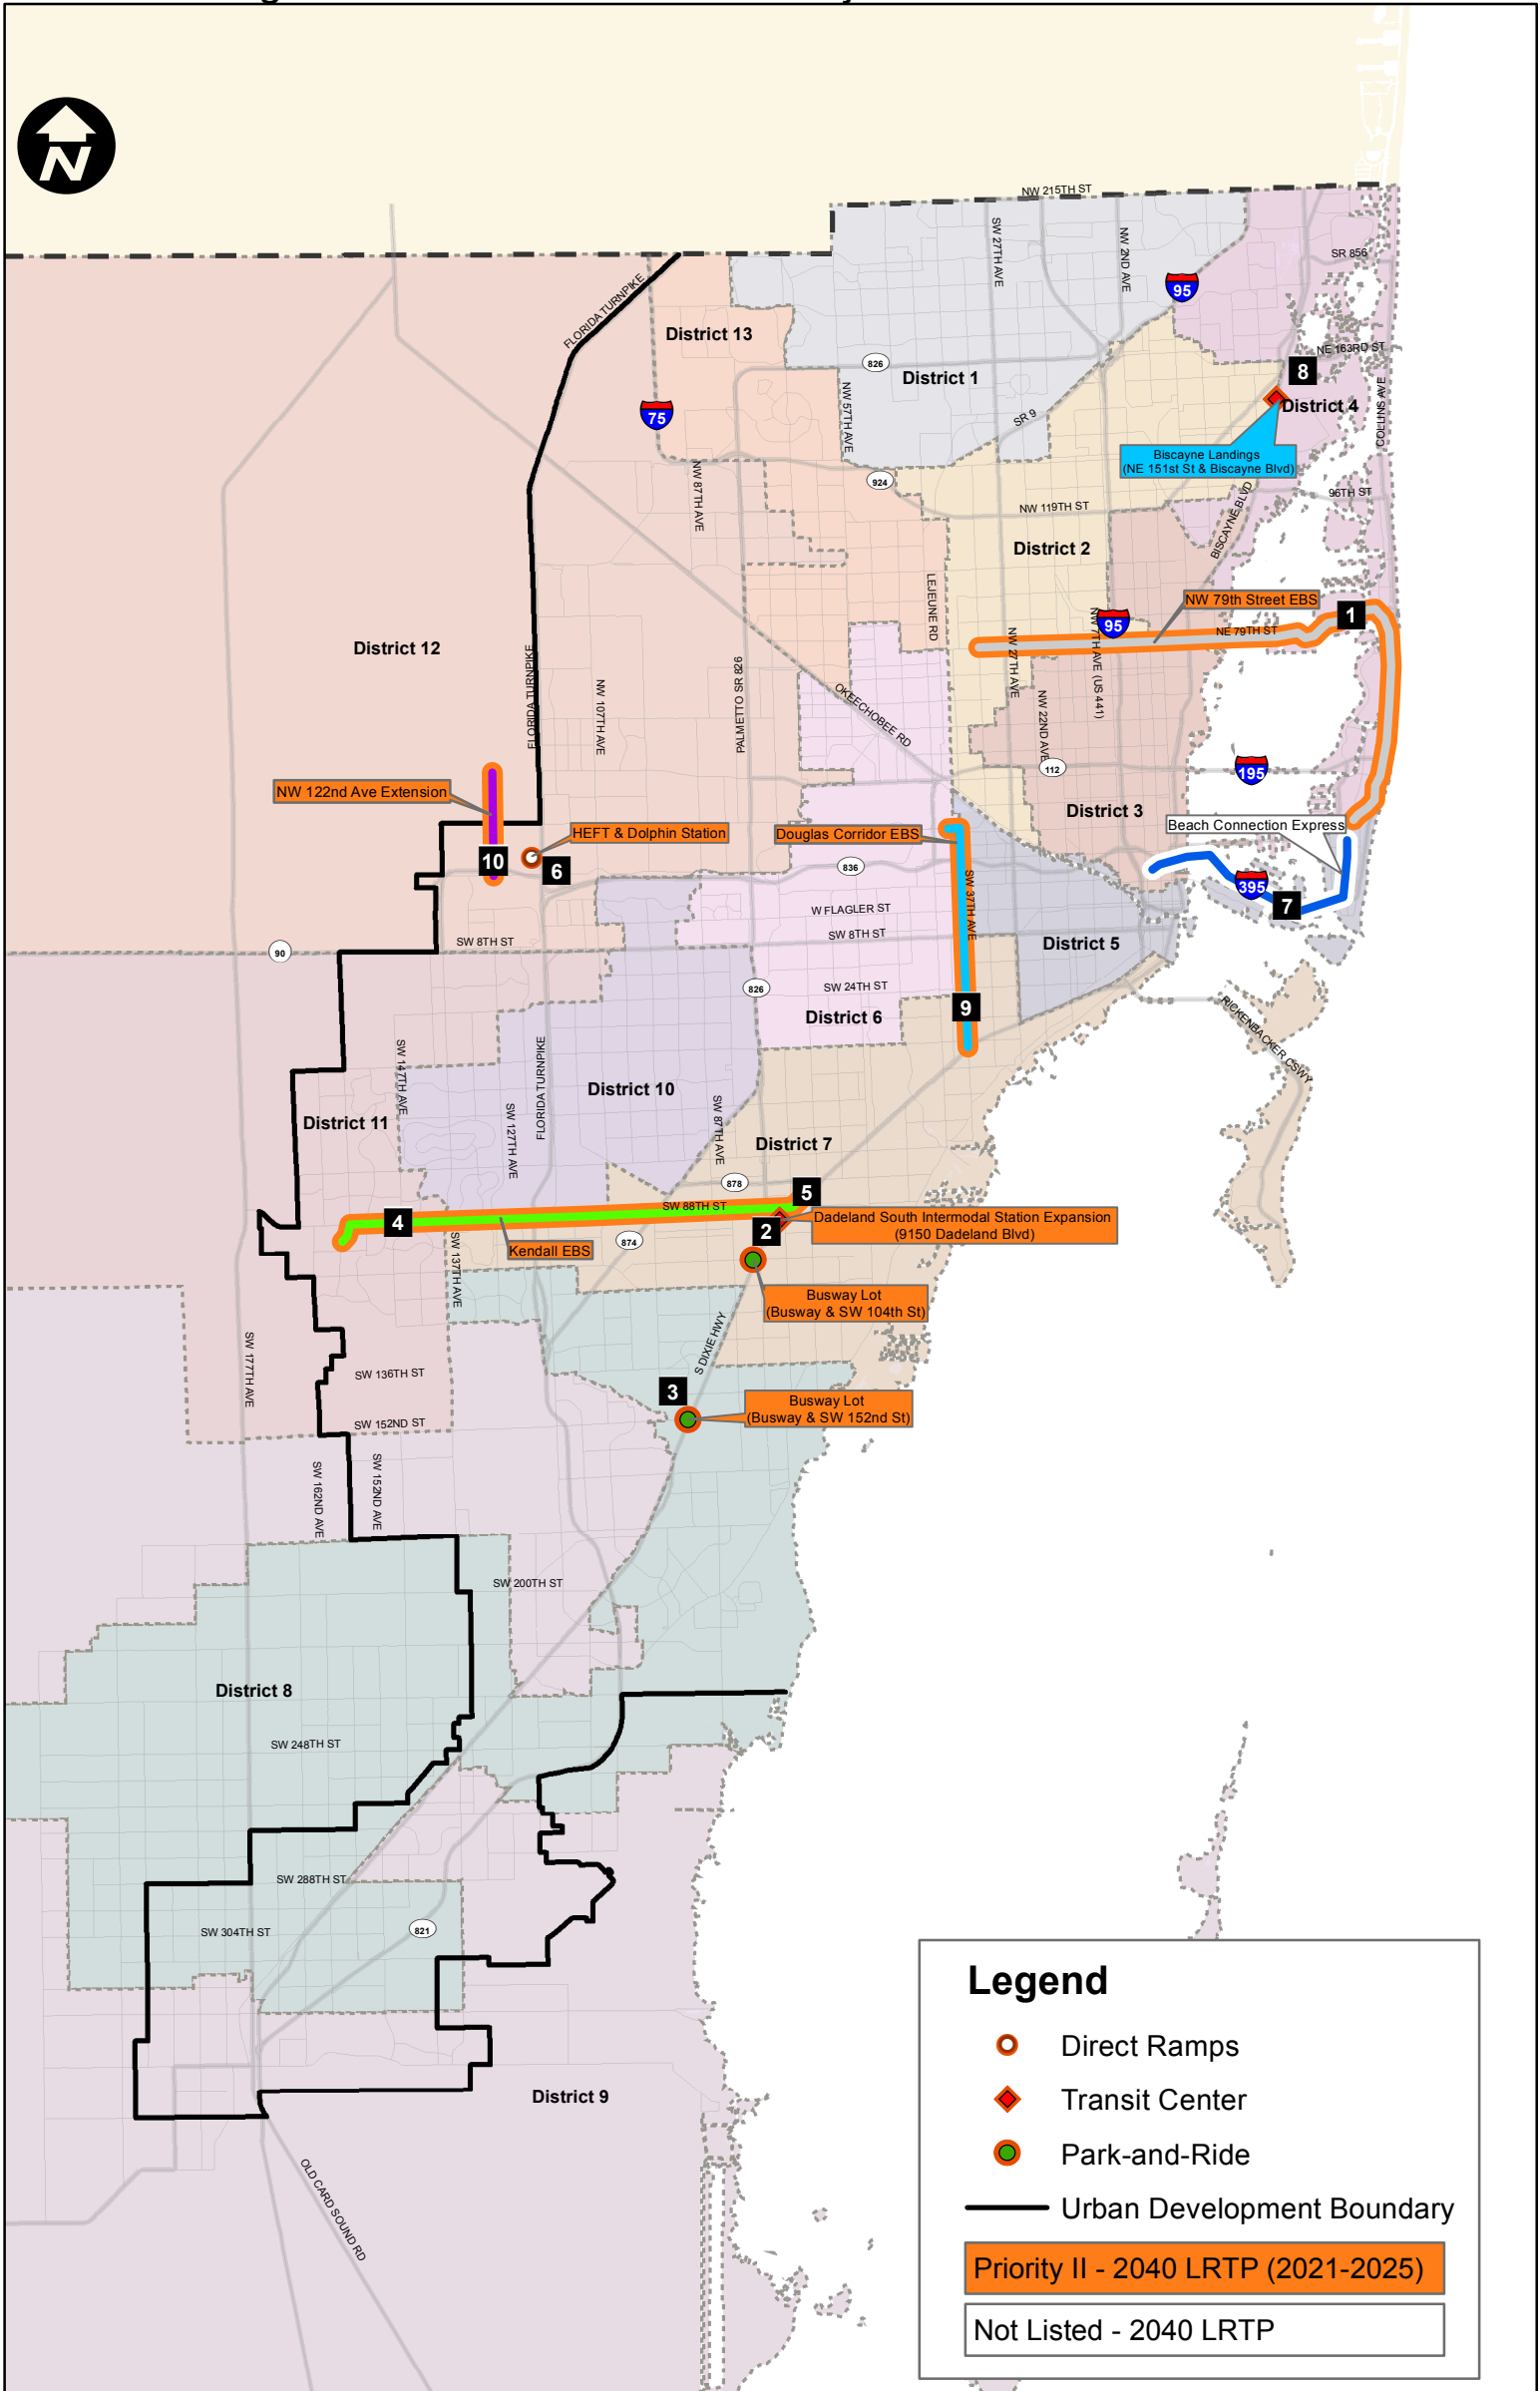 N
NW 215TH ST
SW 27TH AVE
NW 2ND AVE
SR 856
95
FLORIDA TURNPIKE
District 13
826
District 1
NE 163RD ST
8
District 4
COLLINS AVE
75
NW 57TH AVE
SR 9
Biscayne Landings
(NE 151st St & Biscayne Blvd)
924
NW 87TH AVE
96TH ST
NW 119TH ST
BISCAYNE BLVD
District 2
LEJEUNE RD
NW 79th Street EBS
1
95
NE 79TH ST
District 12
NW 27TH AVE
NW 7TH AVE (US 441)
FLORIDA TURNPIKE
NW 107TH AVE
PALMETTO SR 826
OKEECHOBEE RD
NW 22ND AVE
112
195
NW 122nd Ave Extension
District 3
HEFT & Dolphin Station
Douglas Corridor EBS
Beach Connection Express
10
6
836
395
7
SW 37TH AVE
W FLAGLER ST
SW 8TH ST
SW 8TH ST
90
District 5
826
SW 24TH ST
9
District 6
RICKENBACKER CSWY
SW 147TH AVE
FLORIDA TURNPIKE
District 10
SW 127TH AVE
SW 87TH AVE
District 11
District 7
878
5
SW 88TH ST
4
2
Dadeland South Intermodal Station Expansion
(9150 Dadeland Blvd)
874
Kendall EBS
SW 137TH AVE
Busway Lot
(Busway & SW 104th St)
S DIXIE HWY
SW 177TH AVE
SW 136TH ST
3
Busway Lot
(Busway & SW 152nd St)
SW 152ND ST
SW 162ND AVE
SW 152ND AVE
SW 200TH ST
District 8
SW 248TH ST
SW 288TH ST
SW 304TH ST
821
District 9
OLD CARD SOUND RD
Legend
Direct Ramps
Transit Center
Park-and-Ride
Urban Development Boundary
Priority II - 2040 LRTP (2021-2025)
Not Listed - 2040 LRTP